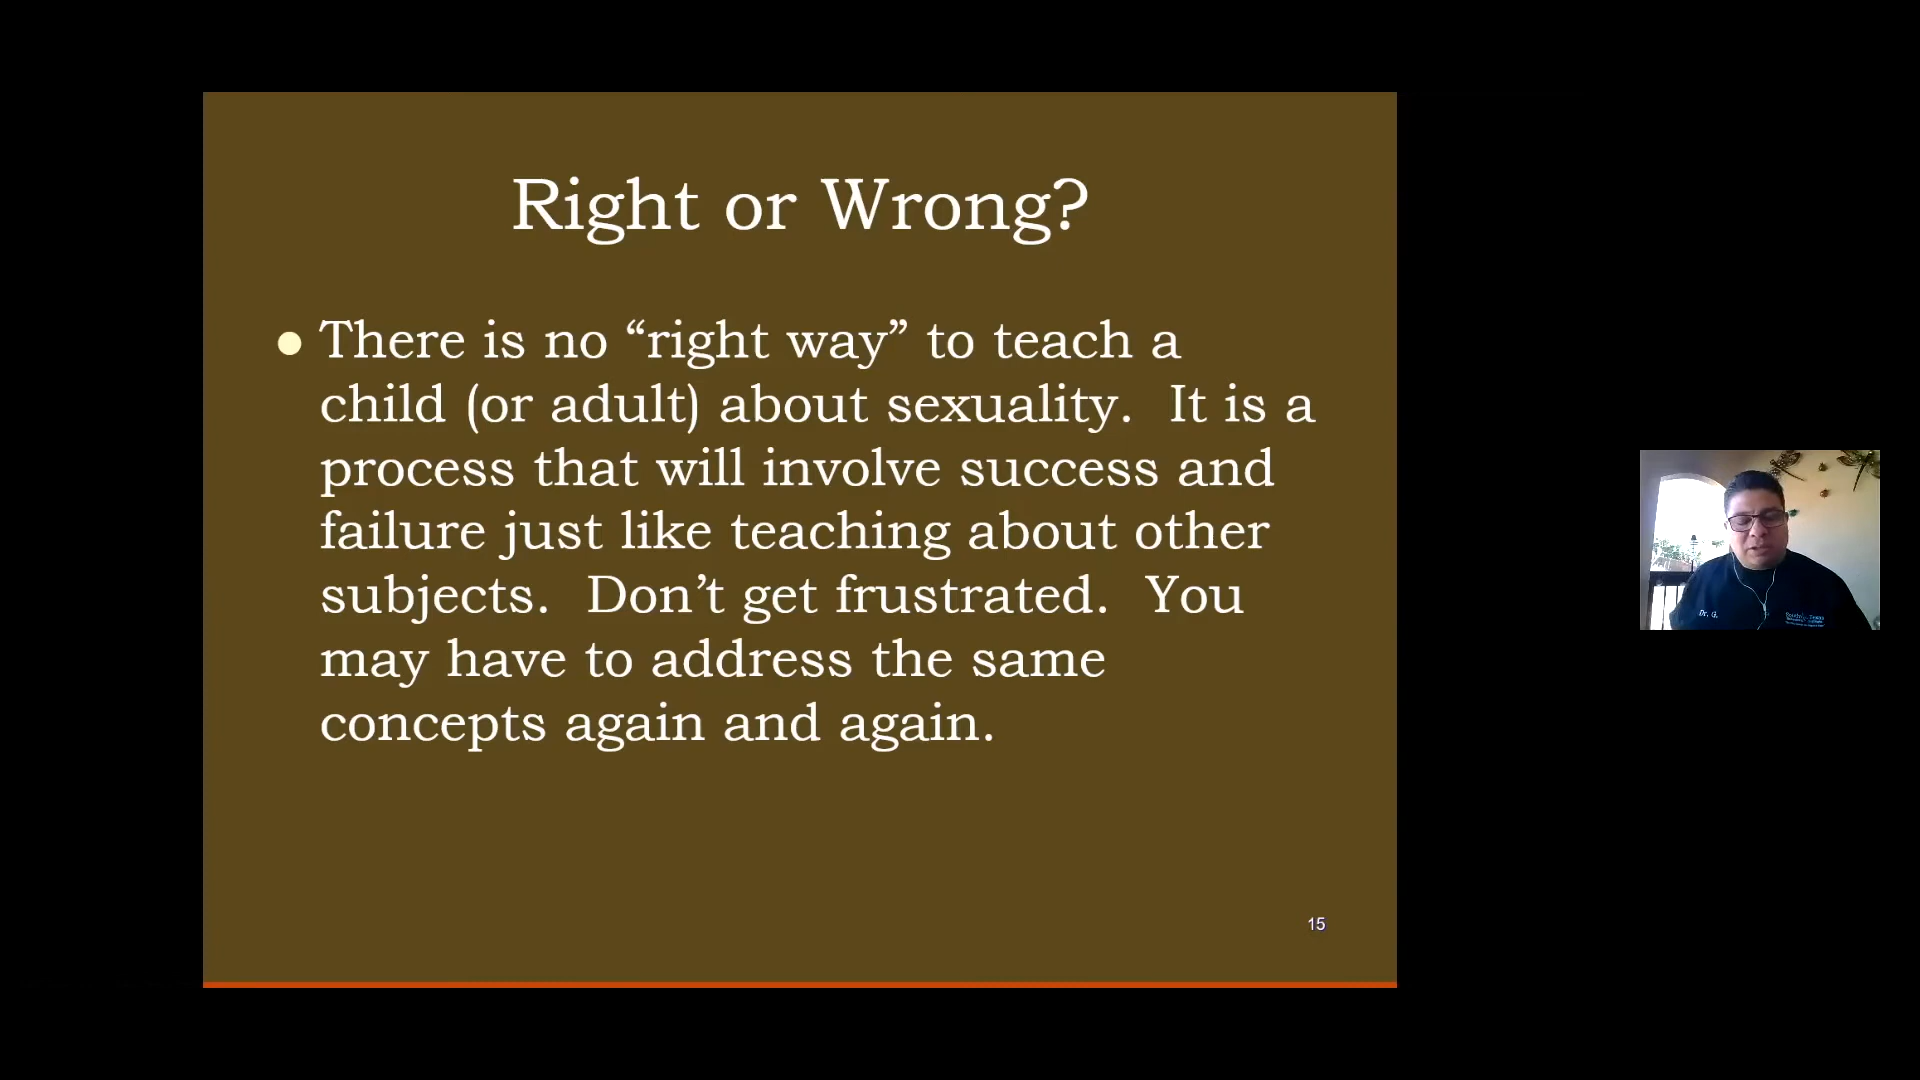 Right or Wrong?
There is no “right way” to teach a
child (or adult) about sexuality.  It is a
process that will involve success and
failure just like teaching about other
subjects.  Don’t get frustrated.  You
may have to address the same
concepts again and again.
15
Dr. G.